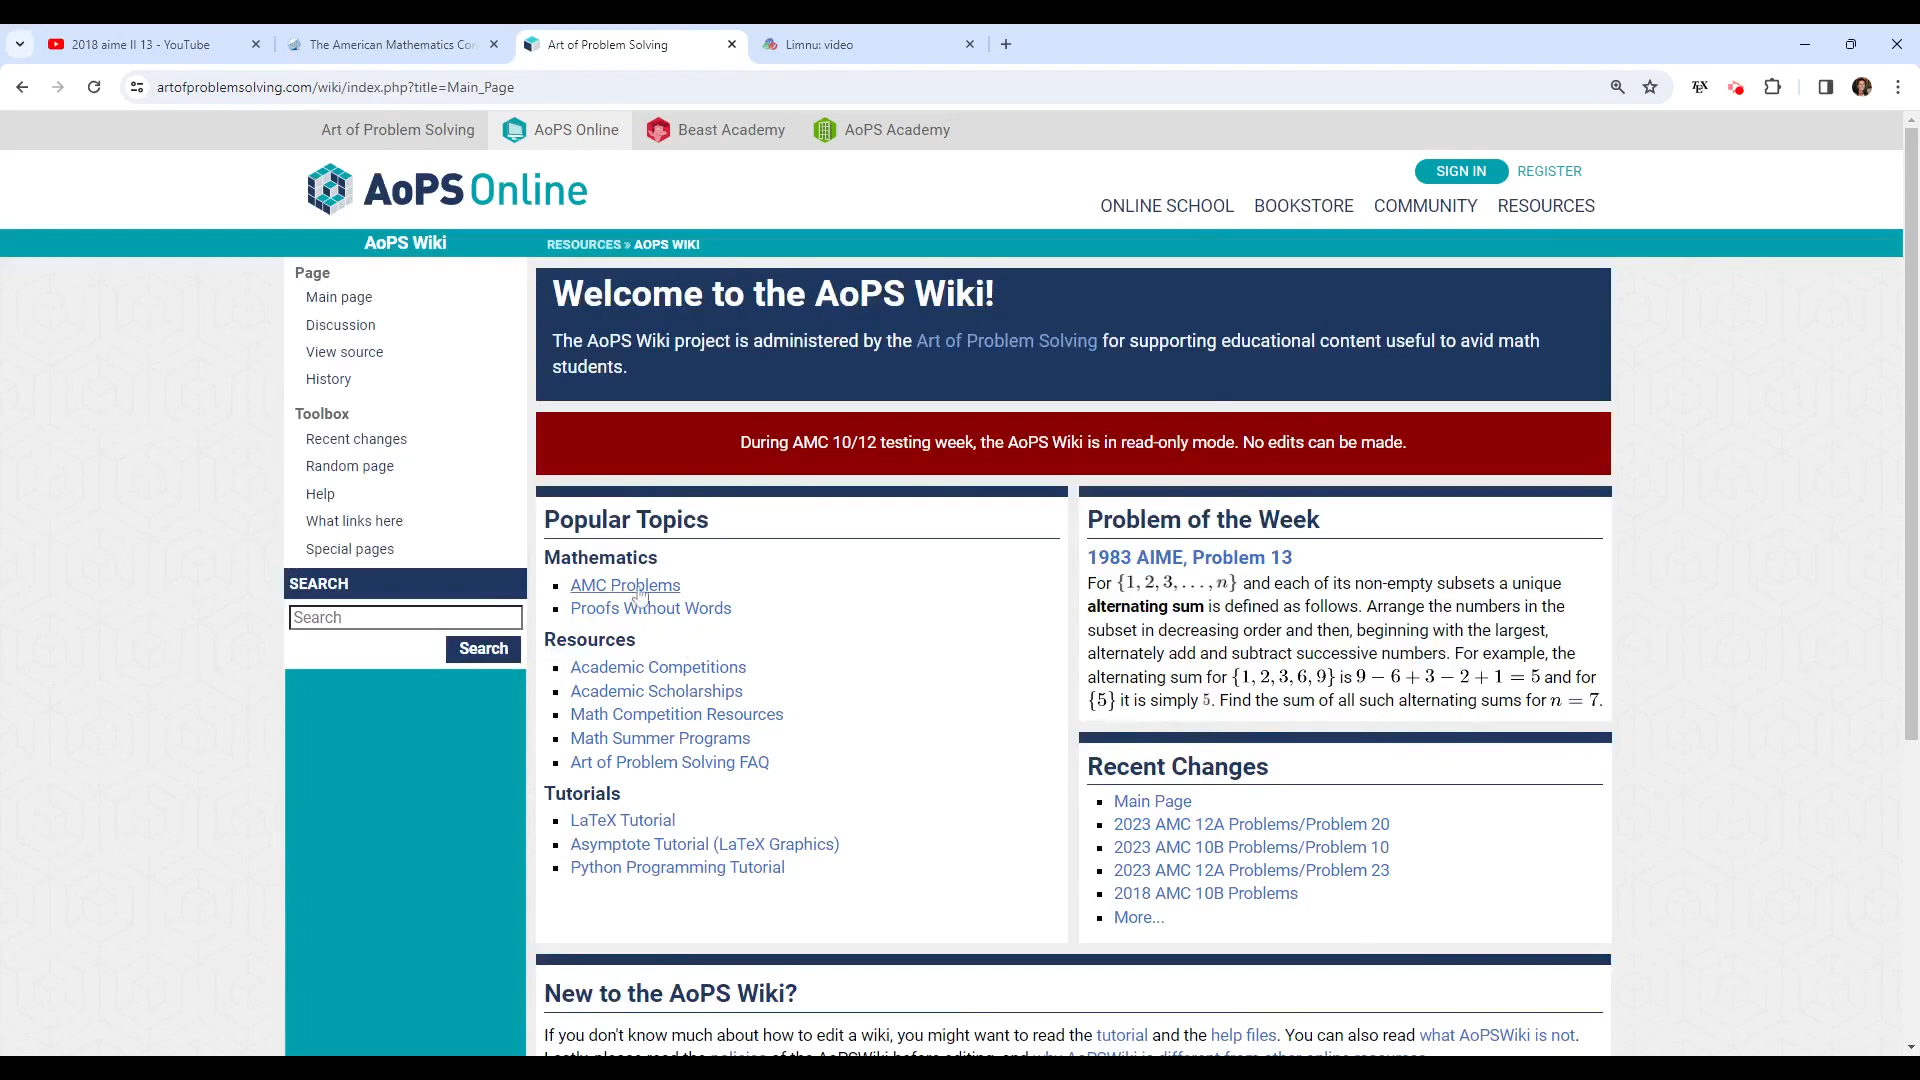 2018 aime II 13 - YouTube
The American Mathematics Co
Art of Problem Solving
Limnu: video
artofproblemsolving.com/wiki/index.php?title=Main_Page
TEX
Art of Problem Solving
AoPS Online
Beast Academy
AoPS Academy
AoPS Online
SIGN IN
REGISTER
ONLINE SCHOOL
BOOKSTORE
COMMUNITY
RESOURCES
AoPS Wiki
RESOURCES » AOPS WIKI
Page
Main page
Discussion
View source
History
Toolbox
Recent changes
Random page
Help
What links here
Special pages
SEARCH
Search
Search
Welcome to the AoPS Wiki!
The AoPS Wiki project is administered by the Art of Problem Solving for supporting educational content useful to avid math
students.
During AMC 10/12 testing week, the AoPS Wiki is in read-only mode. No edits can be made.
Popular Topics
Mathematics
AMC Problems
Proofs Without Words
Resources
Academic Competitions
Academic Scholarships
Math Competition Resources
Math Summer Programs
Art of Problem Solving FAQ
Tutorials
LaTeX Tutorial
Asymptote Tutorial (LaTeX Graphics)
Python Programming Tutorial
Problem of the Week
1983 AIME, Problem 13
For {1, 2, 3, . . . , n} and each of its non-empty subsets a unique
alternating sum is defined as follows. Arrange the numbers in the
subset in decreasing order and then, beginning with the largest,
alternately add and subtract successive numbers. For example, the
alternating sum for {1, 2, 3, 6, 9} is 9 − 6 + 3 − 2 + 1 = 5 and for
{5} it is simply 5. Find the sum of all such alternating sums for n = 7.
Recent Changes
Main Page
2023 AMC 12A Problems/Problem 20
2023 AMC 10B Problems/Problem 10
2023 AMC 12A Problems/Problem 23
2018 AMC 10B Problems
More...
New to the AoPS Wiki?
If you don't know much about how to edit a wiki, you might want to read the tutorial and the help files. You can also read what AoPSWiki is not.